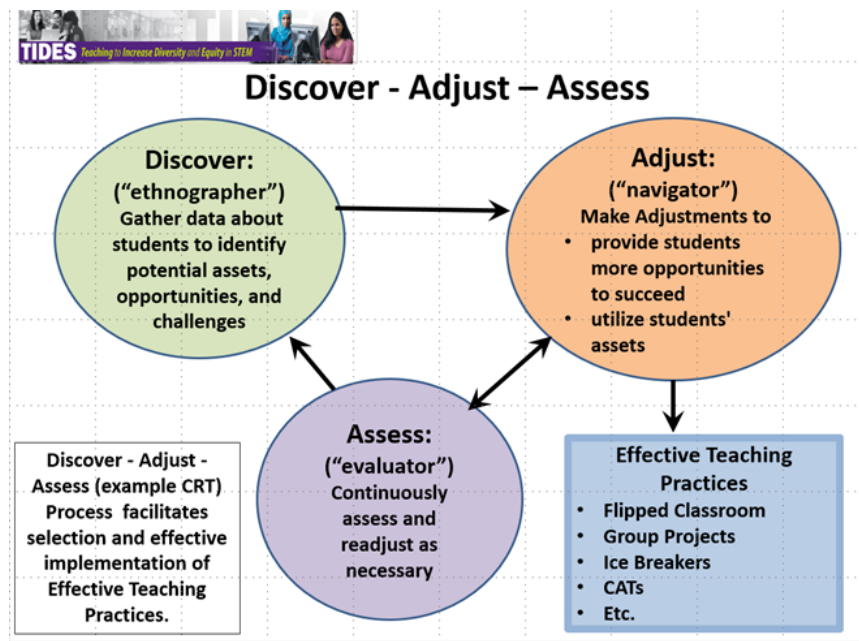 TIDES Teaching to Increase Diversity and Equity in STEM
Discover - Adjust – Assess
Discover:
(“ethnographer”)
Gather data about
students to identify
potential assets,
opportunities, and
challenges
Adjust:
(“navigator”)
Make Adjustments to
• provide students
more opportunities
to succeed
• utilize students'
assets
Assess:
(“evaluator”)
Continuously
assess and
readjust as
necessary
Discover - Adjust -
Assess (example CRT)
Process facilitates
selection and effective
implementation of
Effective Teaching
Practices.
Effective Teaching
Practices
• Flipped Classroom
• Group Projects
• Ice Breakers
• CATs
• Etc.